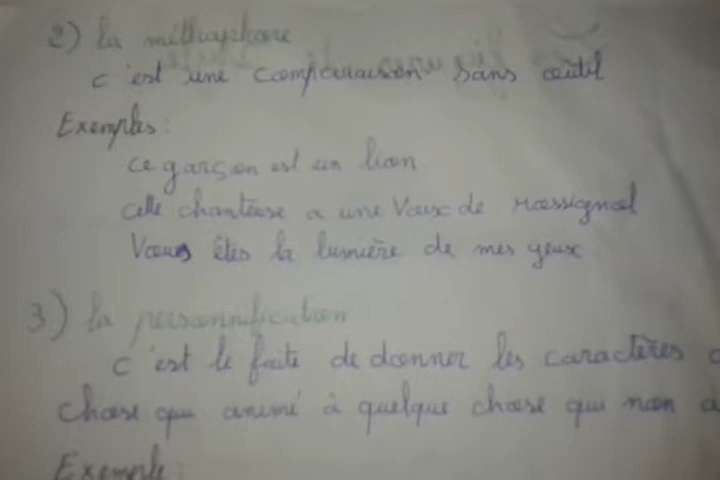 2) la mithaphore
c'est une comparaison sans outil
Exemples:
ce garçon est un lion
cette chanteuse a une Voix de rossignol
Vous êtes la lumière de mes yeux
3) la personnification
c'est le faite de donner les caractères
chose qui animé à quelque chose qui non
Exemple: